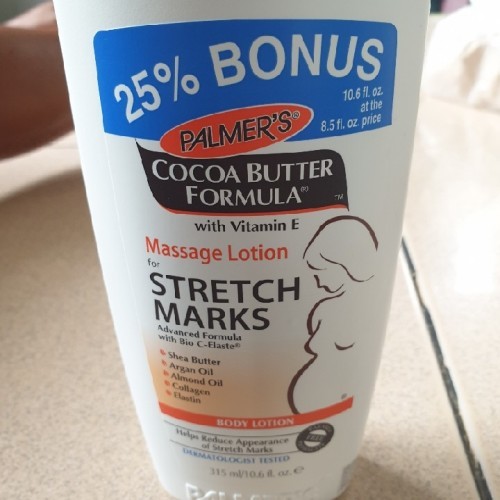 25% BONUS
10.6 fl. oz.
at the
8.5 fl. oz. price
PALMER'S®
COCOA BUTTER
FORMULA®
TM
with Vitamin E
Massage Lotion
for
STRETCH
MARKS
Advanced Formula
with Bio C-Elaste®
Shea Butter
Argan Oil
Almond Oil
Collagen
Elastin
BODY LOTION
Helps Reduce Appearance
of Stretch Marks
DERMATOLOGIST TESTED
315 ml/10.6 fl. oz. ℮